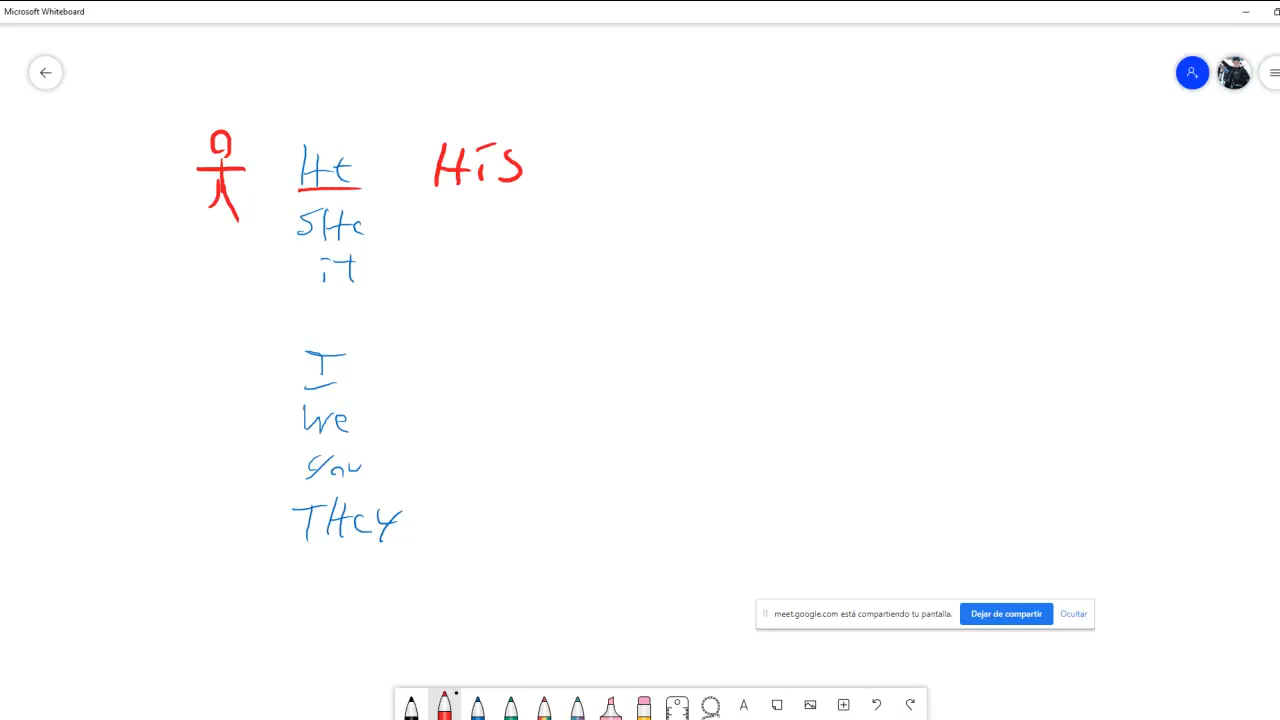 Microsoft Whiteboard
He His
SHe
it
I
we
you
THey
meet.google.com está compartiendo tu pantalla. Dejar de compartir Ocultar
A